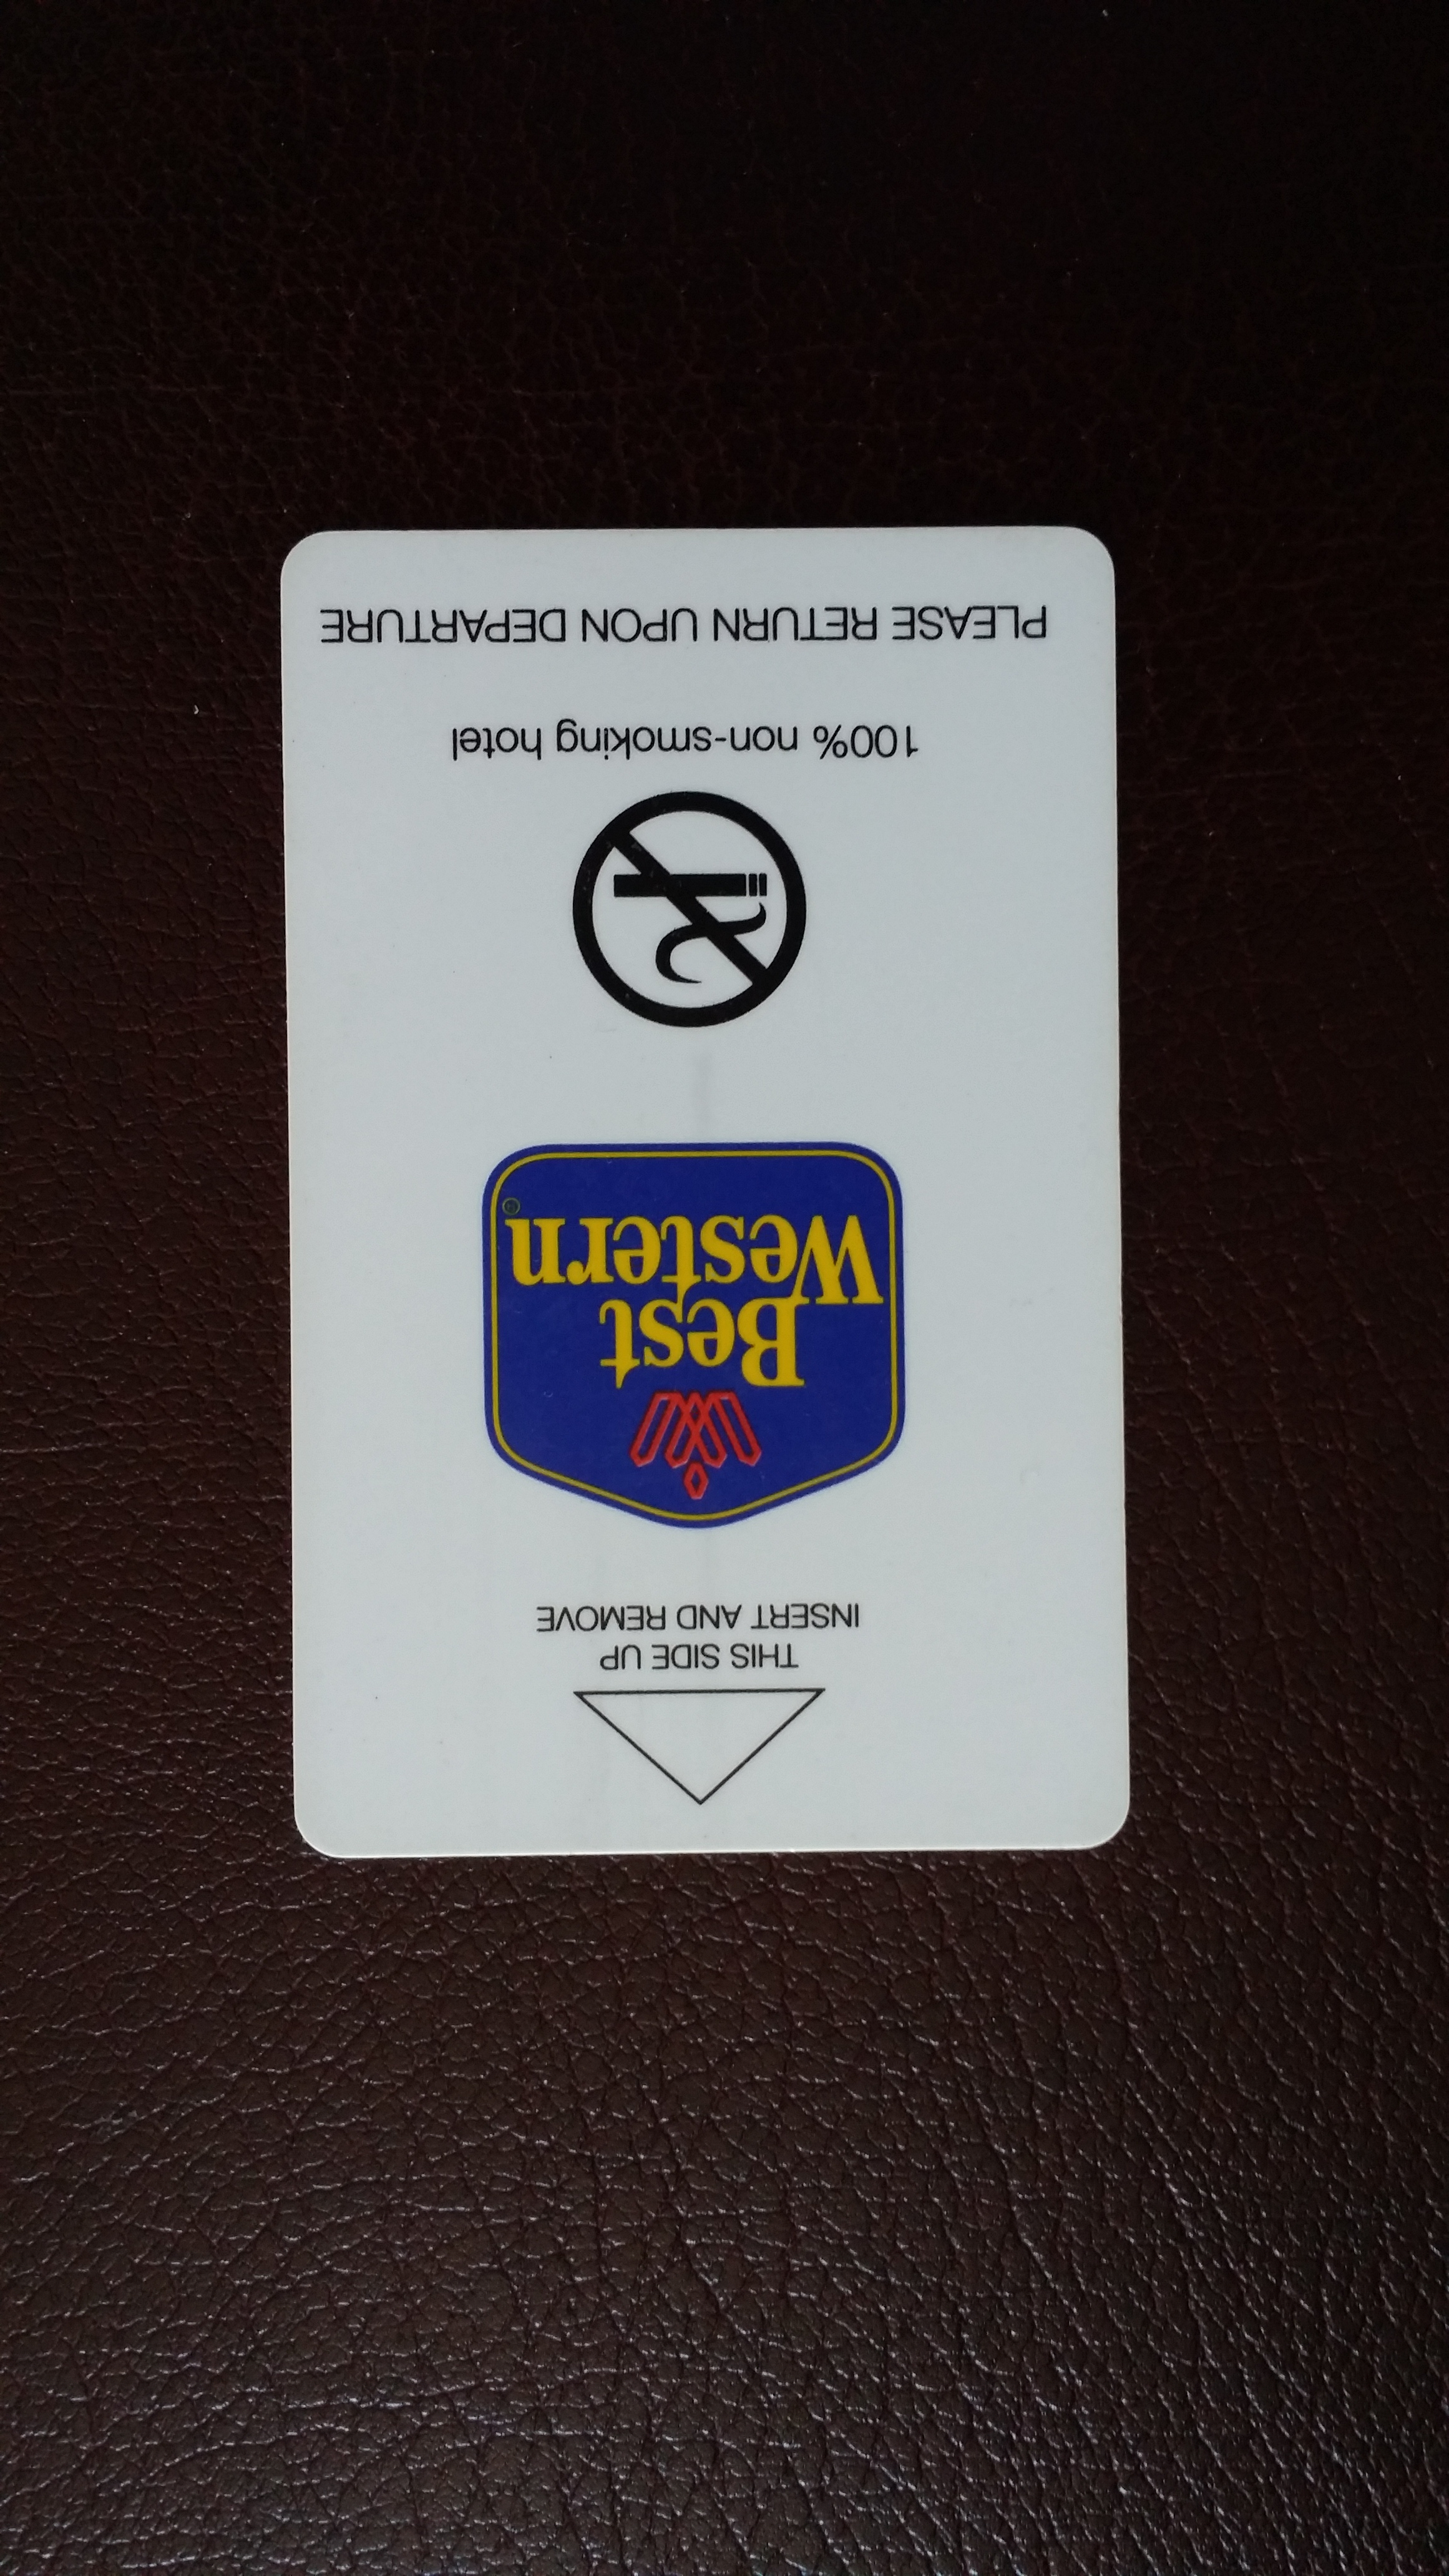 THIS SIDE UP
INSERT AND REMOVE
Best
Western®
100% non-smoking hotel
PLEASE RETURN UPON DEPARTURE